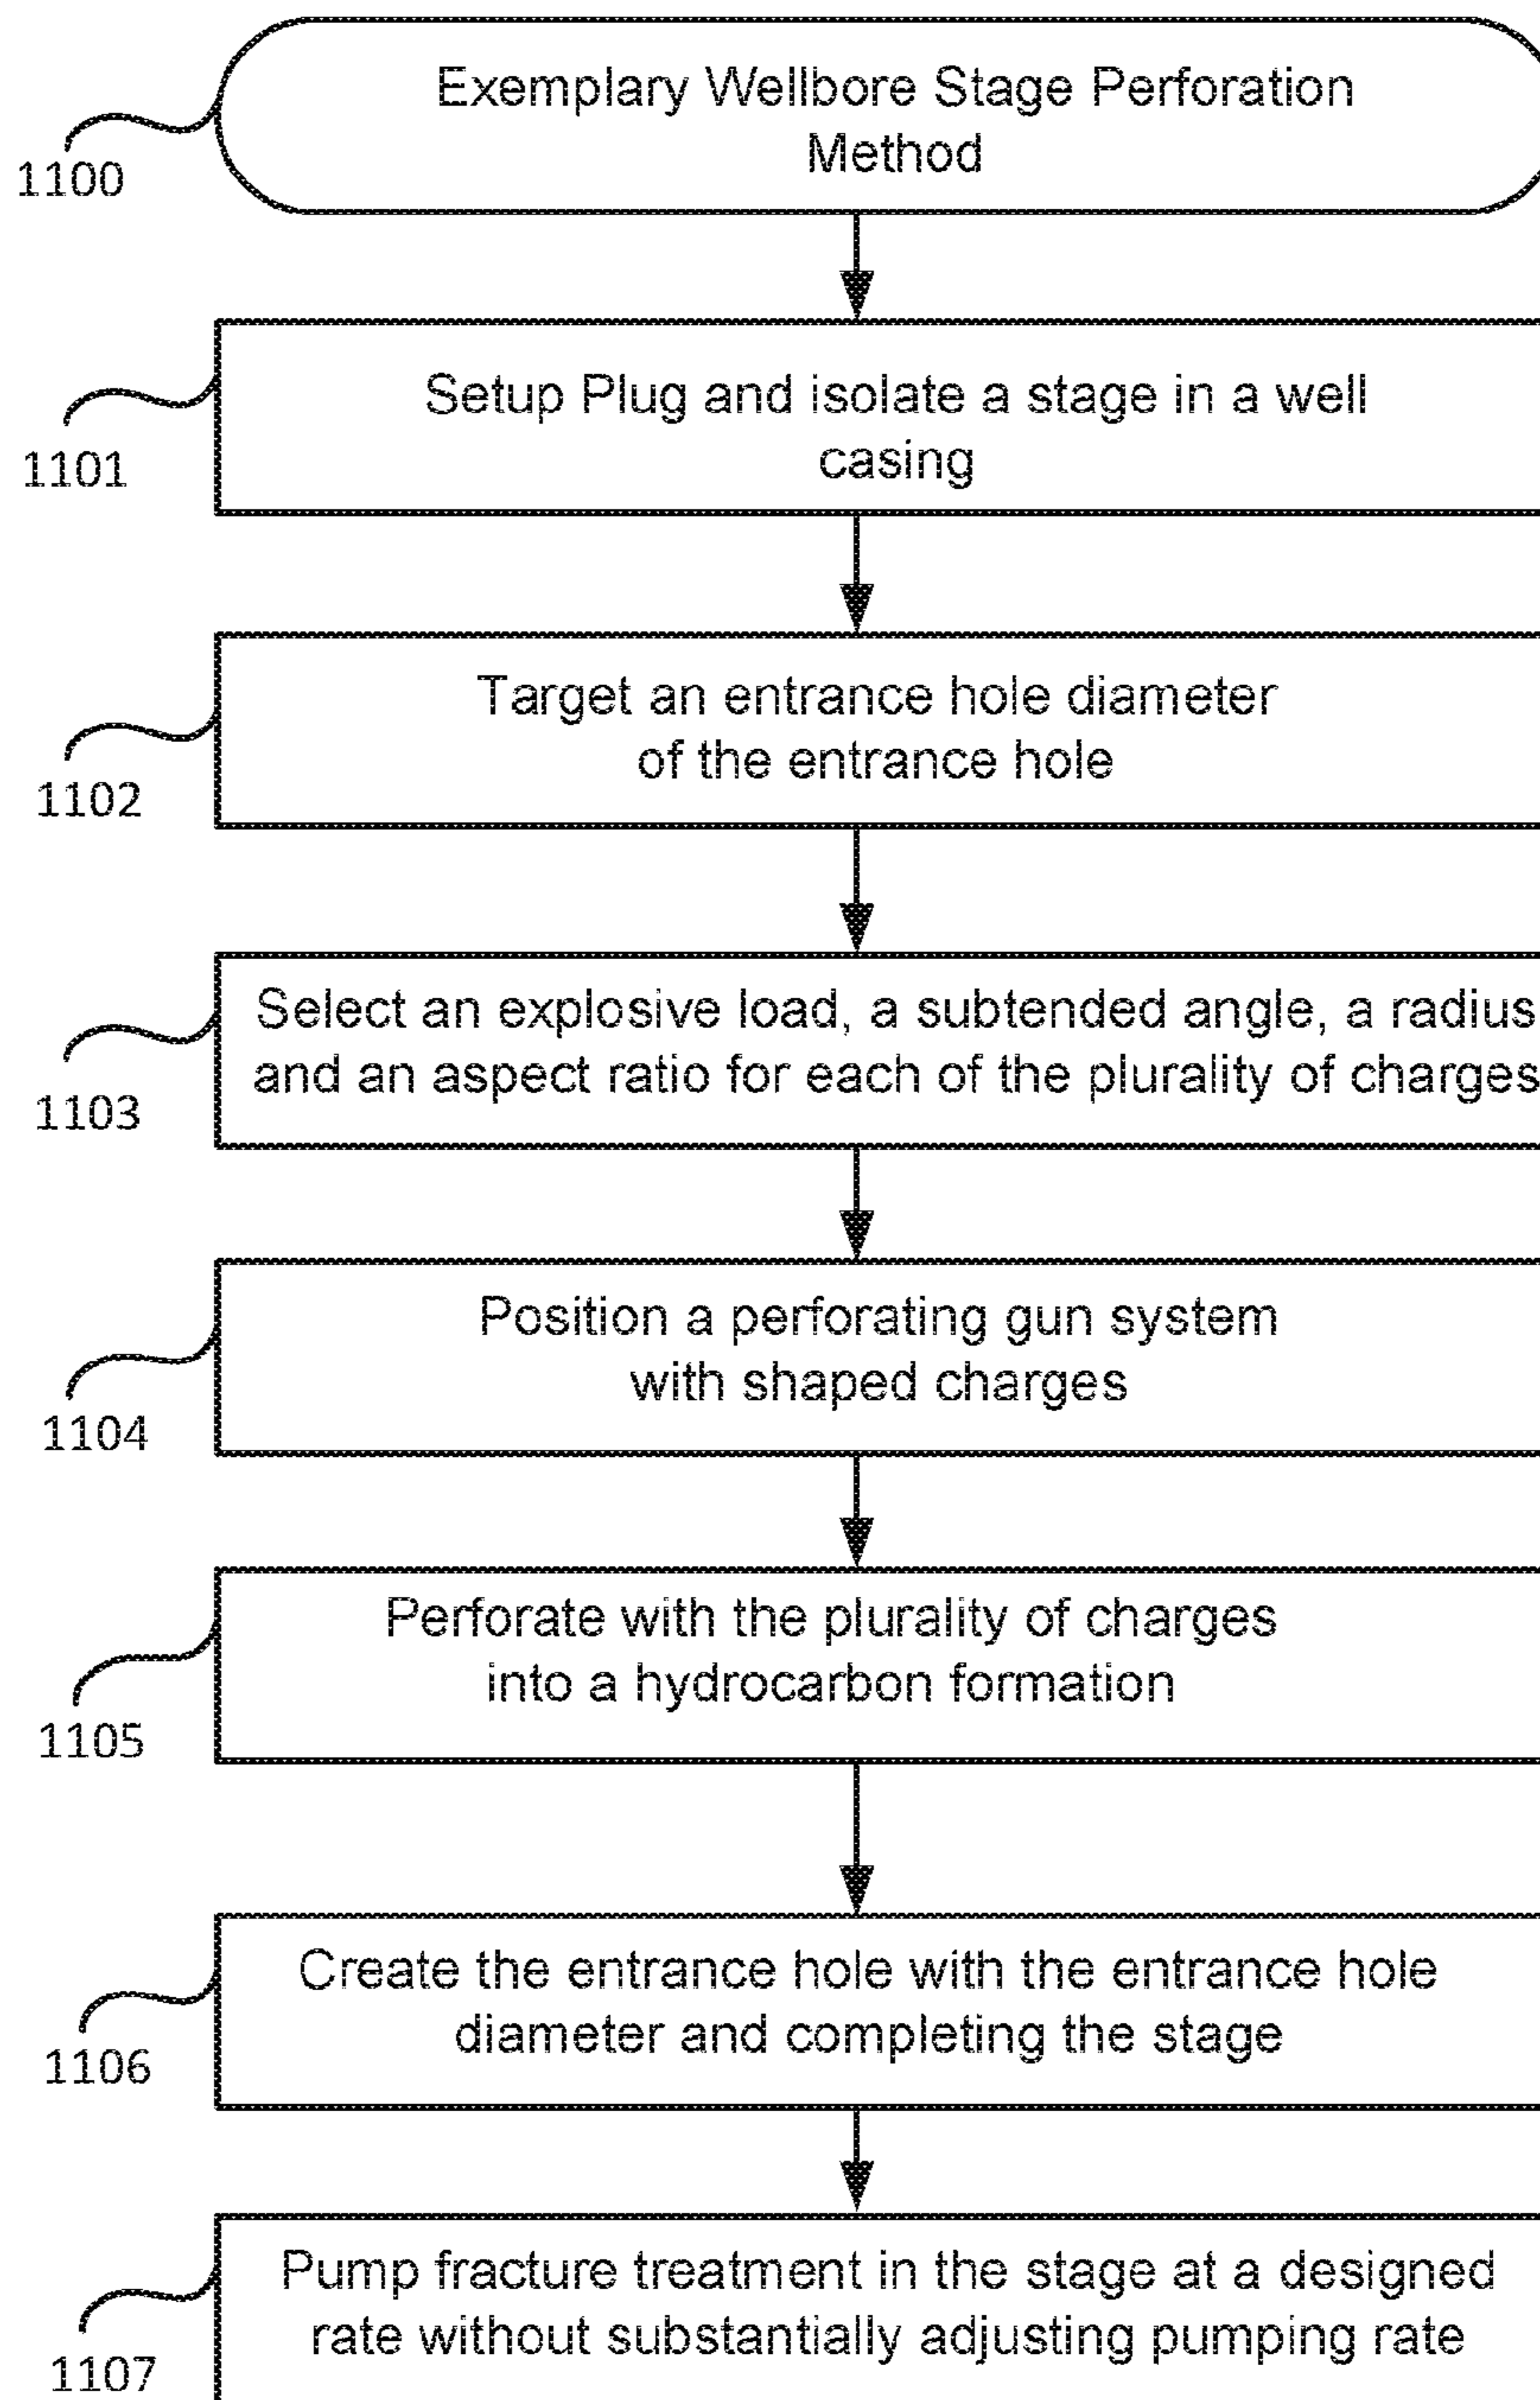 Exemplary Wellbore Stage Perforation
Method
1100
Setup Plug and isolate a stage in a well
casing
1101
Target an entrance hole diameter
of the entrance hole
1102
Select an explosive load, a subtended angle, a radius
and an aspect ratio for each of the plurality of charges
1103
Position a perforating gun system
with shaped charges
1104
Perforate with the plurality of charges
into a hydrocarbon formation
1105
Create the entrance hole with the entrance hole
diameter and completing the stage
1106
Pump fracture treatment in the stage at a designed
rate without substantially adjusting pumping rate
1107